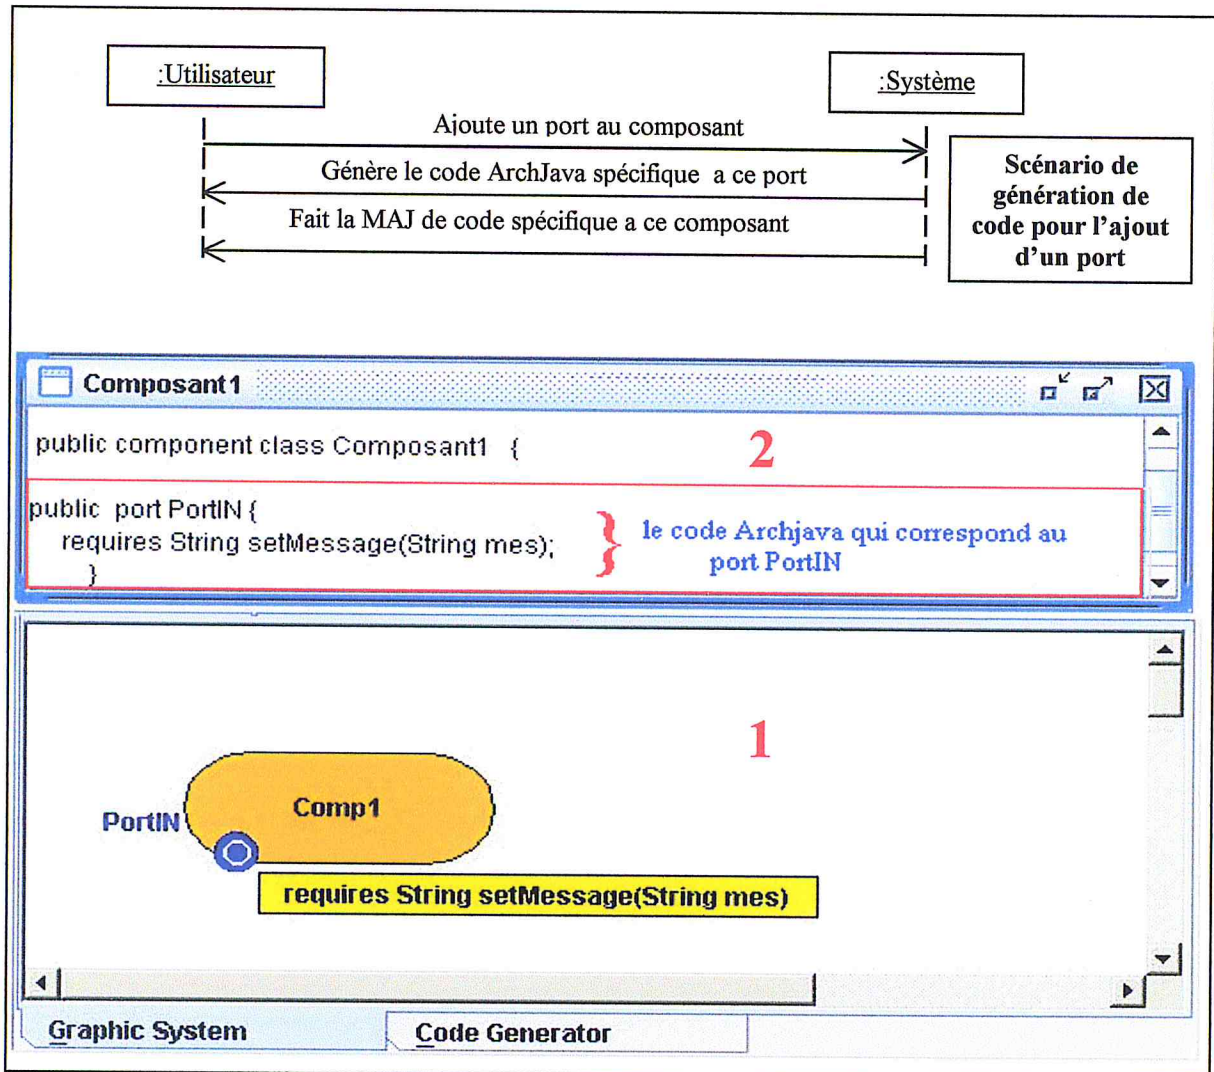 :Utilisateur
:Système
Ajoute un port au composant
Génère le code ArchJava spécifique a ce port
Fait la MAJ de code spécifique a ce composant
Scénario de
génération de
code pour l'ajout
d'un port
Composant1
public component class Composant1 {
2
public port PortIN {
requires String setMessage(String mes);
}
}
le code Archjava qui correspond au
port PortIN
1
PortIN
Comp1
requires String setMessage(String mes)
Graphic System
Code Generator